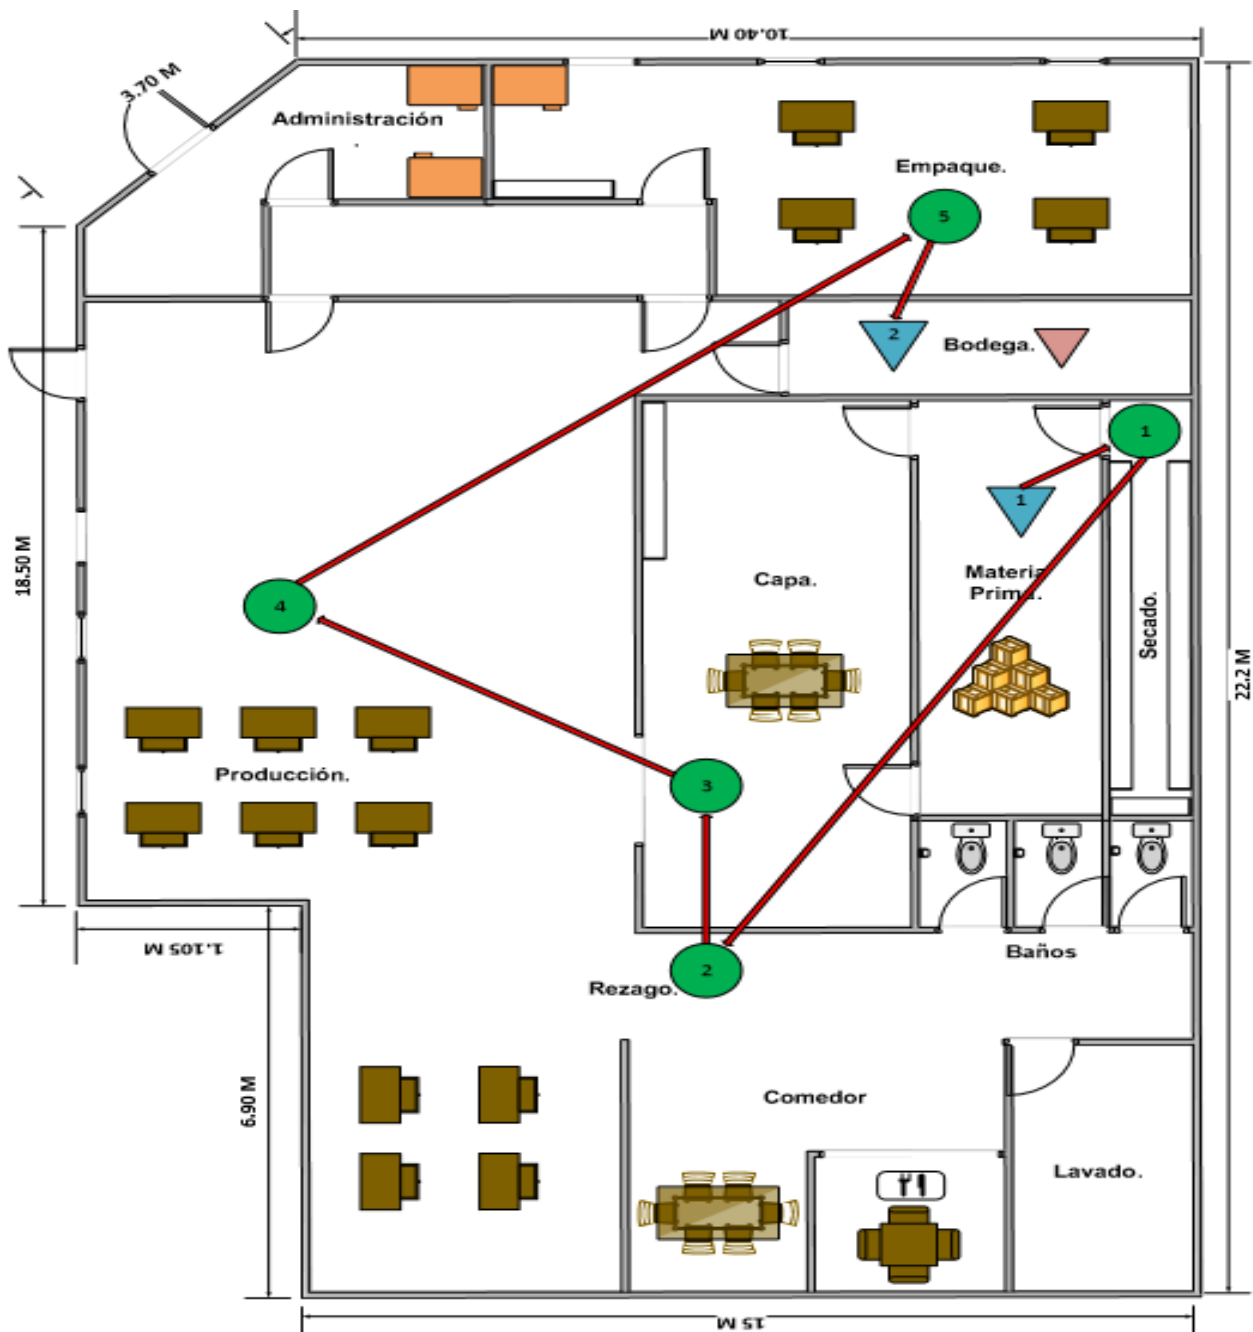 10.40 M
3.70 M
Administración
Empaque.
5
2
Bodega.
1
1
18.50 M
Capa.
Materia
Prima.
Secado.
4
22.2 M
3
Producción.
1.105 M
Baños
2
Rezago.
6.90 M
Comedor
Lavado.
15 M